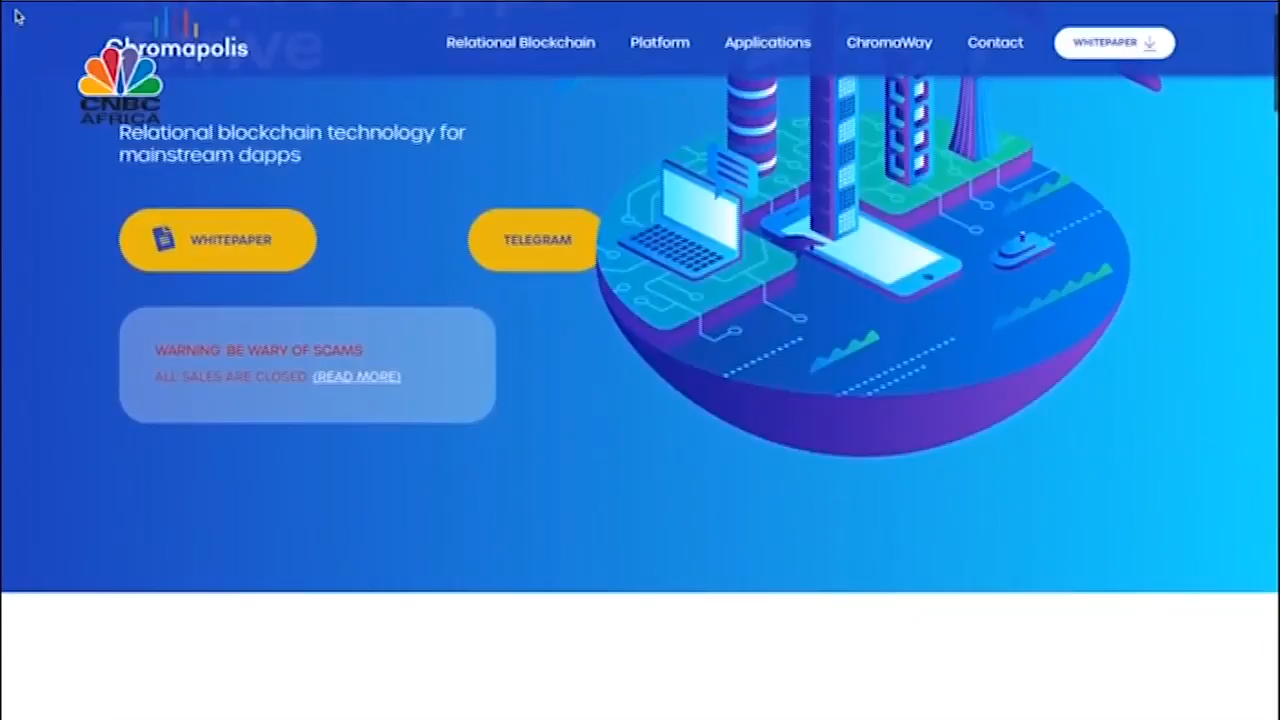 Chromapolis
Relational Blockchain
Platform
Applications
ChromaWay
Contact
WHITEPAPER
CNBC
AFRICA
Relational blockchain technology for
mainstream dapps
WHITEPAPER
TELEGRAM
WARNING: BE WARY OF SCAMS
ALL SALES ARE CLOSED (READ MORE)